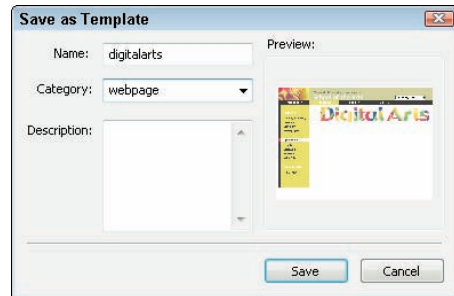 Save as Template
Name: digitalarts
Preview:
Category: webpage
Description:
Digital Arts
Save Cancel